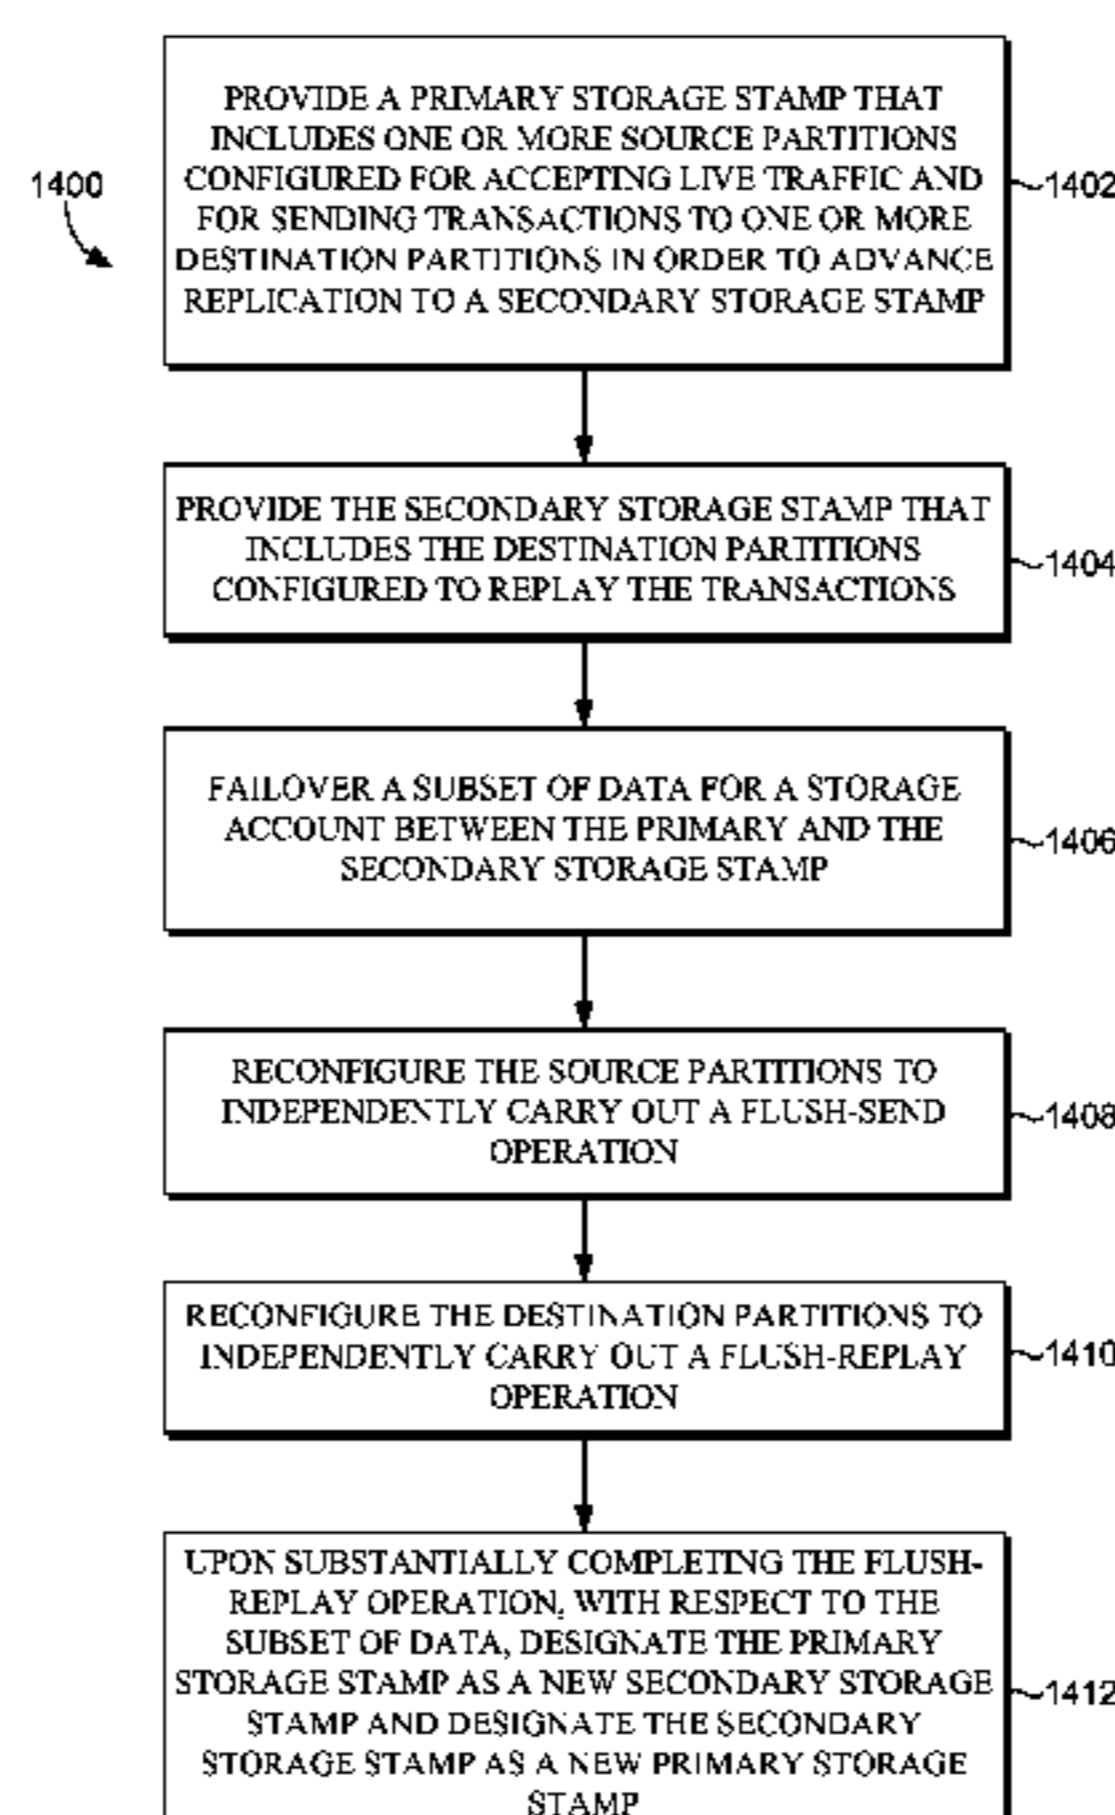 1400
PROVIDE A PRIMARY STORAGE STAMP THAT
INCLUDES ONE OR MORE SOURCE PARTITIONS
CONFIGURED FOR ACCEPTING LIVE TRAFFIC AND
FOR SENDING TRANSACTIONS TO ONE OR MORE
DESTINATION PARTITIONS IN ORDER TO ADVANCE
REPLICATION TO A SECONDARY STORAGE STAMP
1402
PROVIDE THE SECONDARY STORAGE STAMP THAT
INCLUDES THE DESTINATION PARTITIONS
CONFIGURED TO REPLAY THE TRANSACTIONS
1404
FAILOVER A SUBSET OF DATA FOR A STORAGE
ACCOUNT BETWEEN THE PRIMARY AND THE
SECONDARY STORAGE STAMP
1406
RECONFIGURE THE SOURCE PARTITIONS TO
INDEPENDENTLY CARRY OUT A FLUSH-SEND
OPERATION
1408
RECONFIGURE THE DESTINATION PARTITIONS TO
INDEPENDENTLY CARRY OUT A FLUSH-REPLAY
OPERATION
1410
UPON SUBSTANTIALLY COMPLETING THE FLUSH-
REPLAY OPERATION, WITH RESPECT TO THE
SUBSET OF DATA, DESIGNATE THE PRIMARY
STORAGE STAMP AS A NEW SECONDARY STORAGE
STAMP AND DESIGNATE THE SECONDARY
STORAGE STAMP AS A NEW PRIMARY STORAGE
STAMP
1412